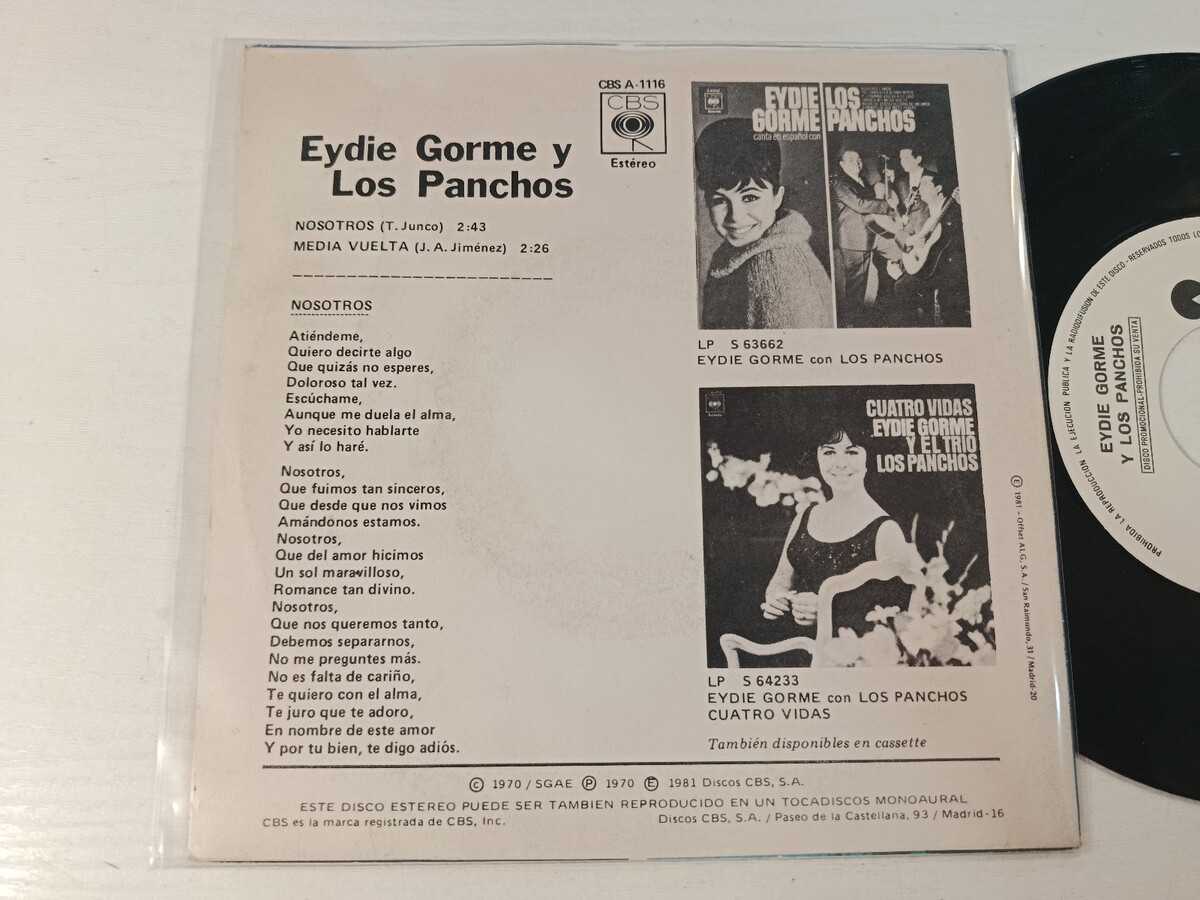 CBS A-1116
CBS
Estéreo
Eydie Gorme y
Los Panchos
NOSOTROS (T. Junco) 2:43
MEDIA VUELTA (J. A. Jiménez) 2:26
NOSOTROS
Atiéndeme,
Quiero decirte algo
Que quizás no esperes,
Doloroso tal vez.
Escúchame,
Aunque me duela el alma,
Yo necesito hablarte
Y así lo haré.
Nosotros,
Que fuimos tan sinceros,
Que desde que nos vimos
Amándonos estamos.
Nosotros,
Que del amor hicimos
Un sol maravilloso,
Romance tan divino.
Nosotros,
Que nos queremos tanto,
Debemos separarnos,
No me preguntes más.
No es falta de cariño,
Te quiero con el alma,
Te juro que te adoro,
En nombre de este amor
Y por tu bien, te digo adiós.
EYDIE GORME
canta en español con
LOS PANCHOS
LP S 63662
EYDIE GORME con LOS PANCHOS
CUATRO VIDAS
EYDIE GORME
Y EL TRIO
LOS PANCHOS
LP S 64233
EYDIE GORME con LOS PANCHOS
CUATRO VIDAS
También disponibles en cassette
Ⓔ 1981 - Offset ALG, S.A. / San Raimundo, 31 / Madrid-20
© 1970 / SGAE Ⓟ 1970 Ⓔ 1981 Discos CBS, S.A.
ESTE DISCO ESTEREO PUEDE SER TAMBIEN REPRODUCIDO EN UN TOCADISCOS MONOAURAL
CBS es la marca registrada de CBS, Inc.
Discos CBS, S.A. / Paseo de la Castellana, 93 / Madrid-16
PROHIBIDA LA REPRODUCCION, LA EJECUCION PUBLICA Y LA RADIODIFUSION DE ESTE DISCO - RESERVADOS TODOS LO
EYDIE GORME
Y LOS PANCHOS
DISCO PROMOCIONAL-PROHIBIDA SU VENTA